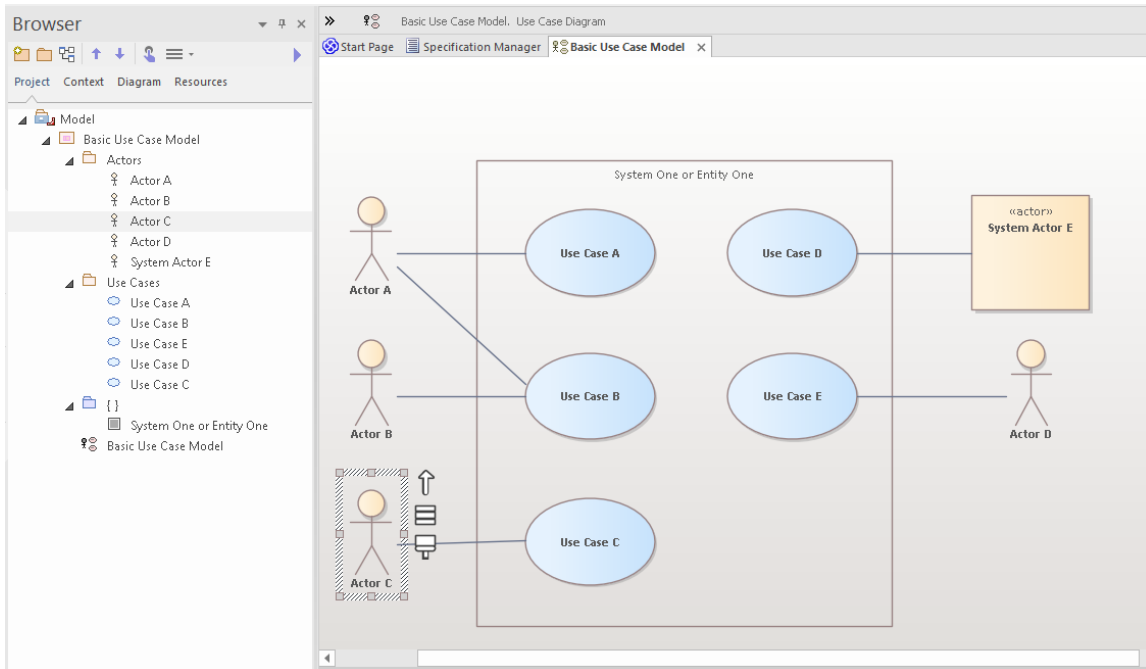 Browser
Project Context Diagram Resources
Model
Basic Use Case Model
Actors
Actor A
Actor B
Actor C
Actor D
System Actor E
Use Cases
Use Case A
Use Case B
Use Case E
Use Case D
Use Case C
{ }
System One or Entity One
Basic Use Case Model
Basic Use Case Model. Use Case Diagram
Start Page Specification Manager Basic Use Case Model
System One or Entity One
Actor A
Use Case A
Use Case D
«actor»
System Actor E
Actor B
Use Case B
Use Case E
Actor D
Actor C
Use Case C